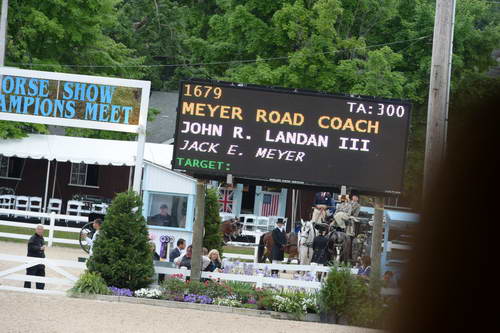 ORSE SHOW
AMPIONS MEET
1679
TA:300
MEYER ROAD COACH
JOHN R. LANDAN III
JACK E. MEYER
TARGET: